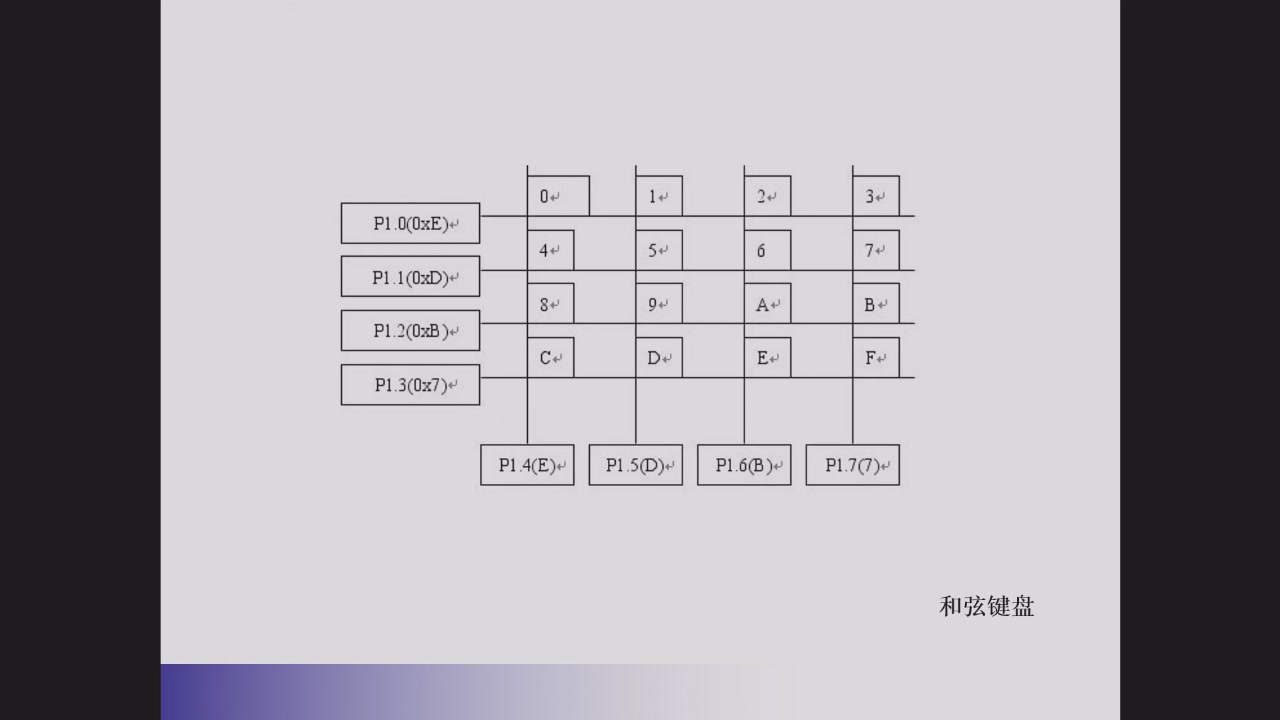 0 1 2 3
P1.0(0xE)
4 5 6 7
P1.1(0xD)
8 9 A B
P1.2(0xB)
C D E F
P1.3(0x7)
P1.4(E) P1.5(D) P1.6(B) P1.7(7)
和弦键盘